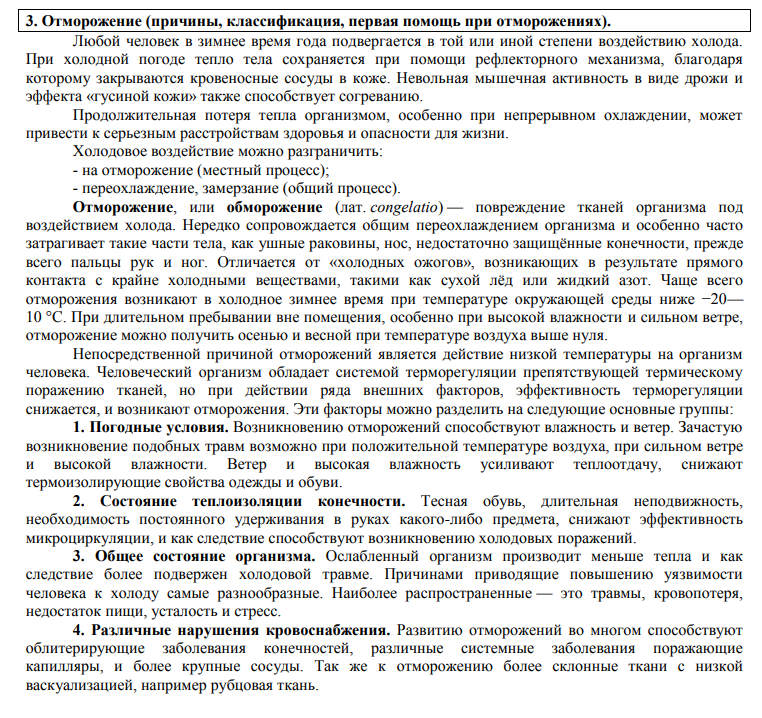 3. Отморожение (причины, классификация, первая помощь при отморожениях).
Любой человек в зимнее время года подвергается в той или иной степени воздействию холода.
При холодной погоде тепло тела сохраняется при помощи рефлекторного механизма, благодаря
которому закрываются кровеносные сосуды в коже. Невольная мышечная активность в виде дрожи и
эффекта «гусиной кожи» также способствует согреванию.
Продолжительная потеря тепла организмом, особенно при непрерывном охлаждении, может
привести к серьезным расстройствам здоровья и опасности для жизни.
Холодовое воздействие можно разграничить:
- на отморожение (местный процесс);
- переохлаждение, замерзание (общий процесс).
Отморожение, или обморожение (лат. congelatio) — повреждение тканей организма под
воздействием холода. Нередко сопровождается общим переохлаждением организма и особенно часто
затрагивает такие части тела, как ушные раковины, нос, недостаточно защищённые конечности, прежде
всего пальцы рук и ног. Отличается от «холодных ожогов», возникающих в результате прямого
контакта с крайне холодными веществами, такими как сухой лёд или жидкий азот. Чаще всего
отморожения возникают в холодное зимнее время при температуре окружающей среды ниже −20—
10 °C. При длительном пребывании вне помещения, особенно при высокой влажности и сильном ветре,
отморожение можно получить осенью и весной при температуре воздуха выше нуля.
Непосредственной причиной отморожений является действие низкой температуры на организм
человека. Человеческий организм обладает системой терморегуляции препятствующей термическому
поражению тканей, но при действии ряда внешних факторов, эффективность терморегуляции
снижается, и возникают отморожения. Эти факторы можно разделить на следующие основные группы:
1. Погодные условия. Возникновению отморожений способствуют влажность и ветер. Зачастую
возникновение подобных травм возможно при положительной температуре воздуха, при сильном ветре
и высокой влажности. Ветер и высокая влажность усиливают теплоотдачу, снижают
термоизолирующие свойства одежды и обуви.
2. Состояние теплоизоляции конечности. Тесная обувь, длительная неподвижность,
необходимость постоянного удерживания в руках какого-либо предмета, снижают эффективность
микроциркуляции, и как следствие способствуют возникновению холодовых поражений.
3. Общее состояние организма. Ослабленный организм производит меньше тепла и как
следствие более подвержен холодовой травме. Причинами приводящие повышению уязвимости
человека к холоду самые разнообразные. Наиболее распространенные — это травмы, кровопотеря,
недостаток пищи, усталость и стресс.
4. Различные нарушения кровоснабжения. Развитию отморожений во многом способствуют
облитерирующие заболевания конечностей, различные системные заболевания поражающие
капилляры, и более крупные сосуды. Так же к отморожению более склонные ткани с низкой
васкуализацией, например рубцовая ткань.